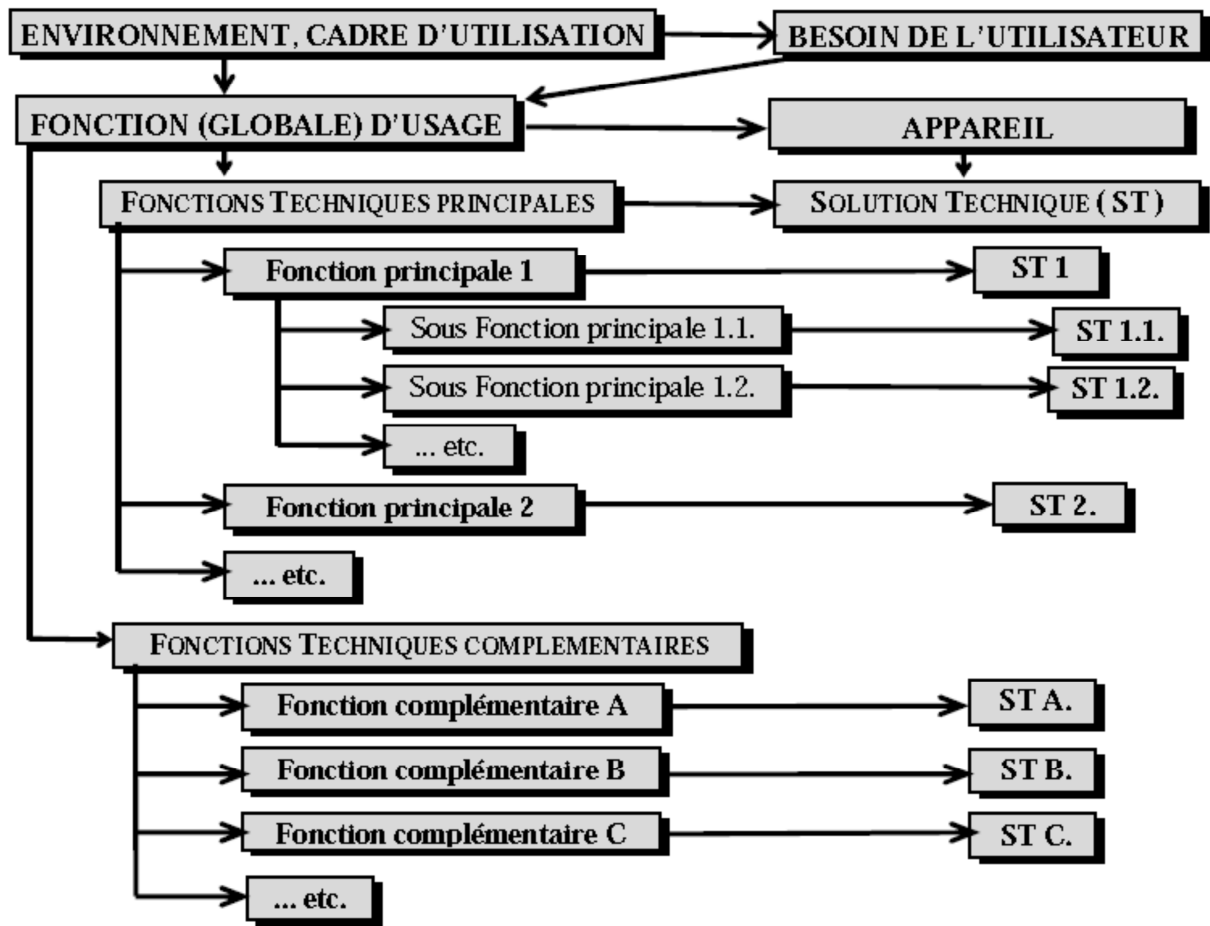 ENVIRONNEMENT, CADRE D'UTILISATION
BESOIN DE L'UTILISATEUR
FONCTION (GLOBALE) D'USAGE
APPAREIL
FONCTIONS TECHNIQUES PRINCIPALES
SOLUTION TECHNIQUE ( ST )
Fonction principale 1
ST 1
Sous Fonction principale 1.1.
ST 1.1.
Sous Fonction principale 1.2.
ST 1.2.
... etc.
Fonction principale 2
ST 2.
... etc.
FONCTIONS TECHNIQUES COMPLEMENTAIRES
Fonction complémentaire A
ST A.
Fonction complémentaire B
ST B.
Fonction complémentaire C
ST C.
... etc.